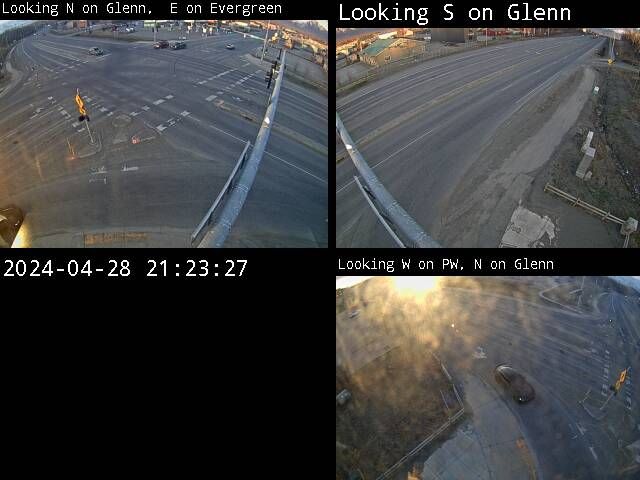 Looking N on Glenn,  E on Evergreen
Looking S on Glenn
2024-04-28 21:23:27
Looking W on PW, N on Glenn